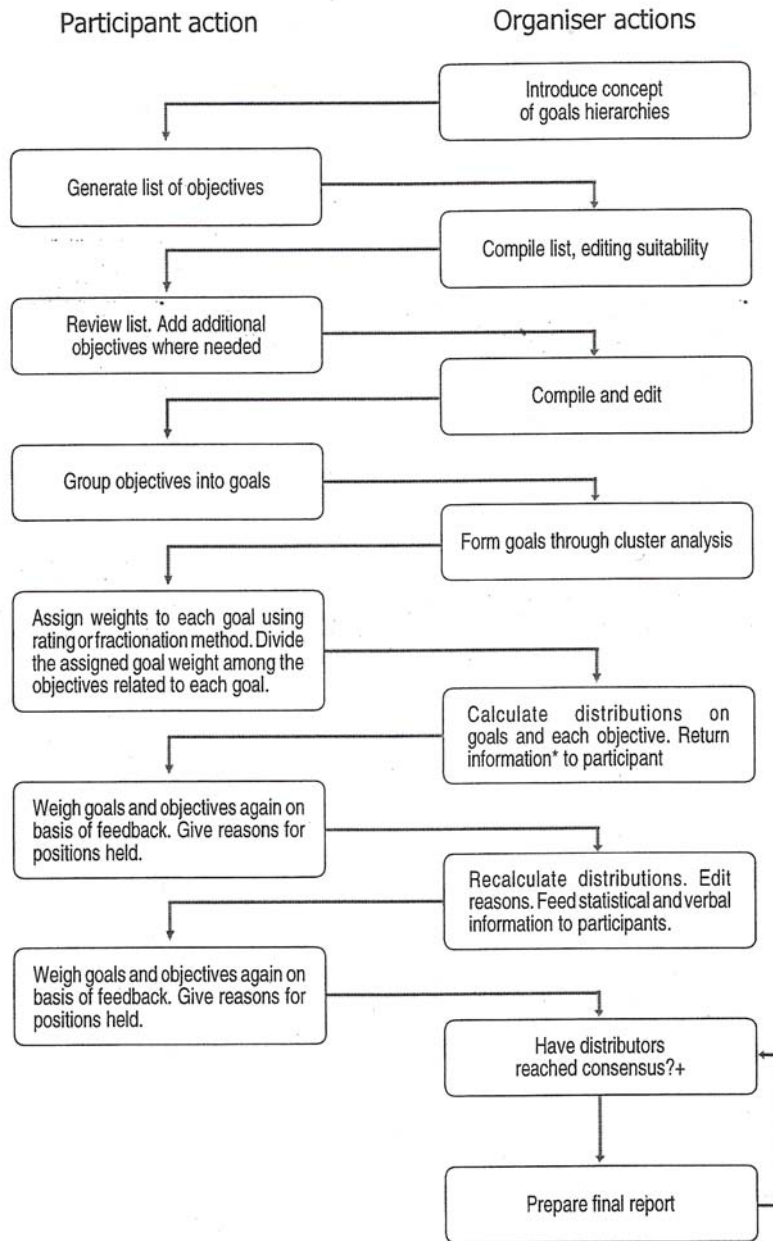 Participant action
Organiser actions
Introduce concept
of goals hierarchies
Generate list of objectives
Compile list, editing suitability
Review list. Add additional
objectives where needed
Compile and edit
Group objectives into goals
Form goals through cluster analysis
Assign weights to each goal using
rating or fractionation method. Divide
the assigned goal weight among the
objectives related to each goal.
Calculate distributions on
goals and each objective. Return
information* to participant
Weigh goals and objectives again on
basis of feedback. Give reasons for
positions held.
Recalculate distributions. Edit
reasons. Feed statistical and verbal
information to participants.
Weigh goals and objectives again on
basis of feedback. Give reasons for
positions held.
Have distributors
reached consensus?+
Prepare final report